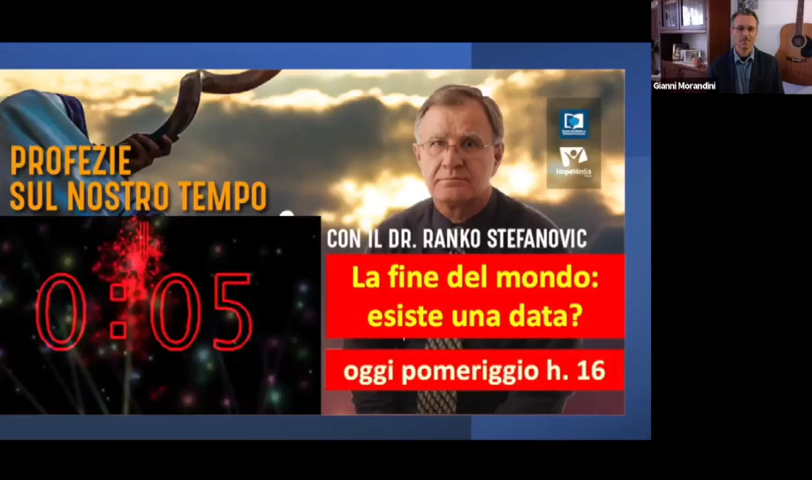 Gianni Morandini
PROFEZIE
SUL NOSTRO TEMPO
HopeMedia
CON IL DR. RANKO STEFANOVIC
0:05
La fine del mondo:
esiste una data?
oggi pomeriggio h. 16